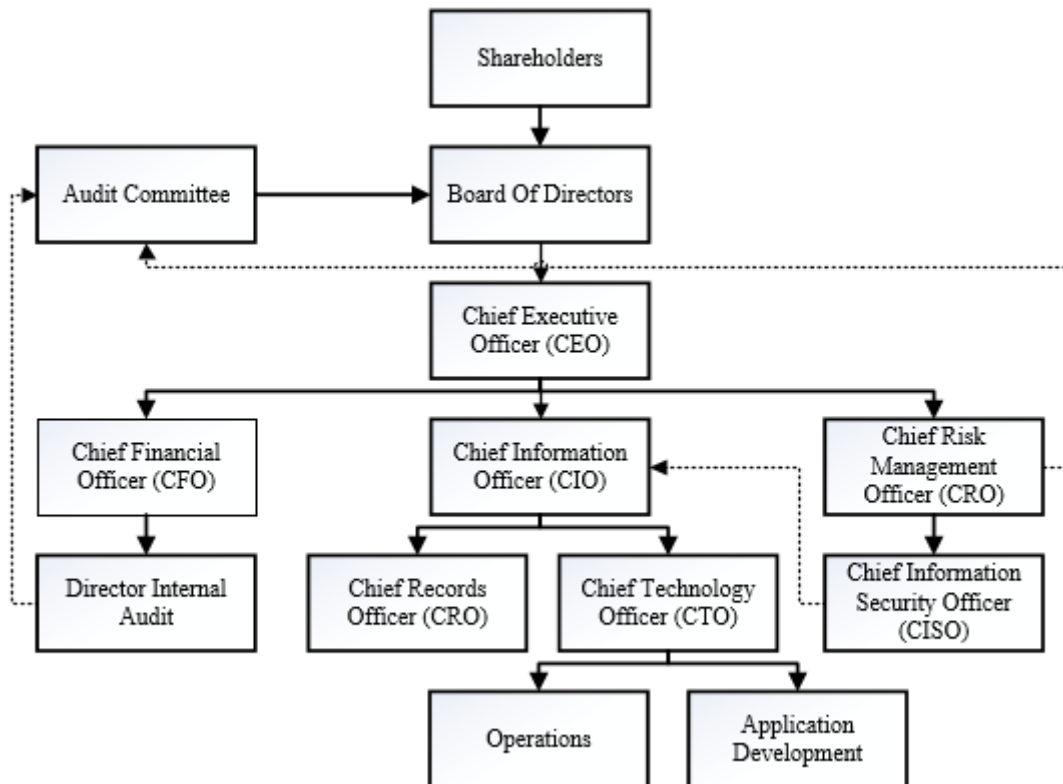 Shareholders
Audit Committee
Board Of Directors
Chief Executive
Officer (CEO)
Chief Financial
Officer (CFO)
Chief Information
Officer (CIO)
Chief Risk
Management
Officer (CRO)
Director Internal
Audit
Chief Records
Officer (CRO)
Chief Technology
Officer (CTO)
Chief Information
Security Officer
(CISO)
Operations
Application
Development